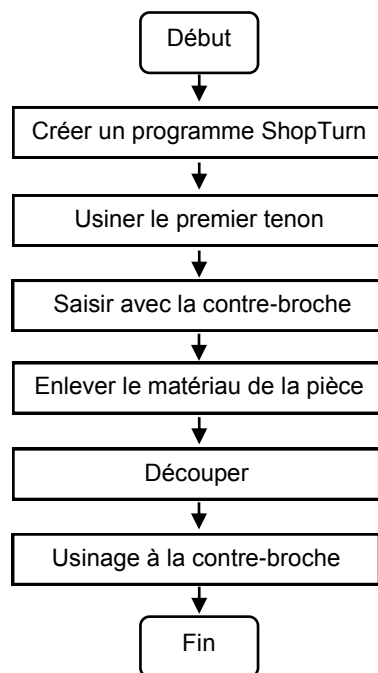 Début
Créer un programme ShopTurn
Usiner le premier tenon
Saisir avec la contre-broche
Enlever le matériau de la pièce
Découper
Usinage à la contre-broche
Fin